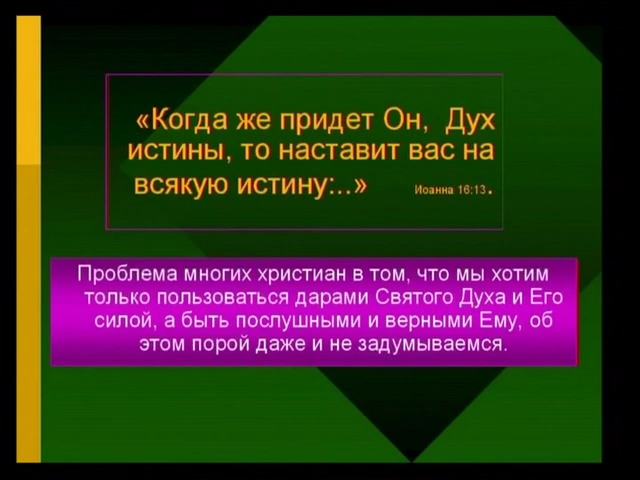 «Когда же придет Он, Дух
истины, то наставит вас на
всякую истину:..» Иоанна 16:13.
Проблема многих христиан в том, что мы хотим
только пользоваться дарами Святого Духа и Его
силой, а быть послушными и верными Ему, об
этом порой даже и не задумываемся.